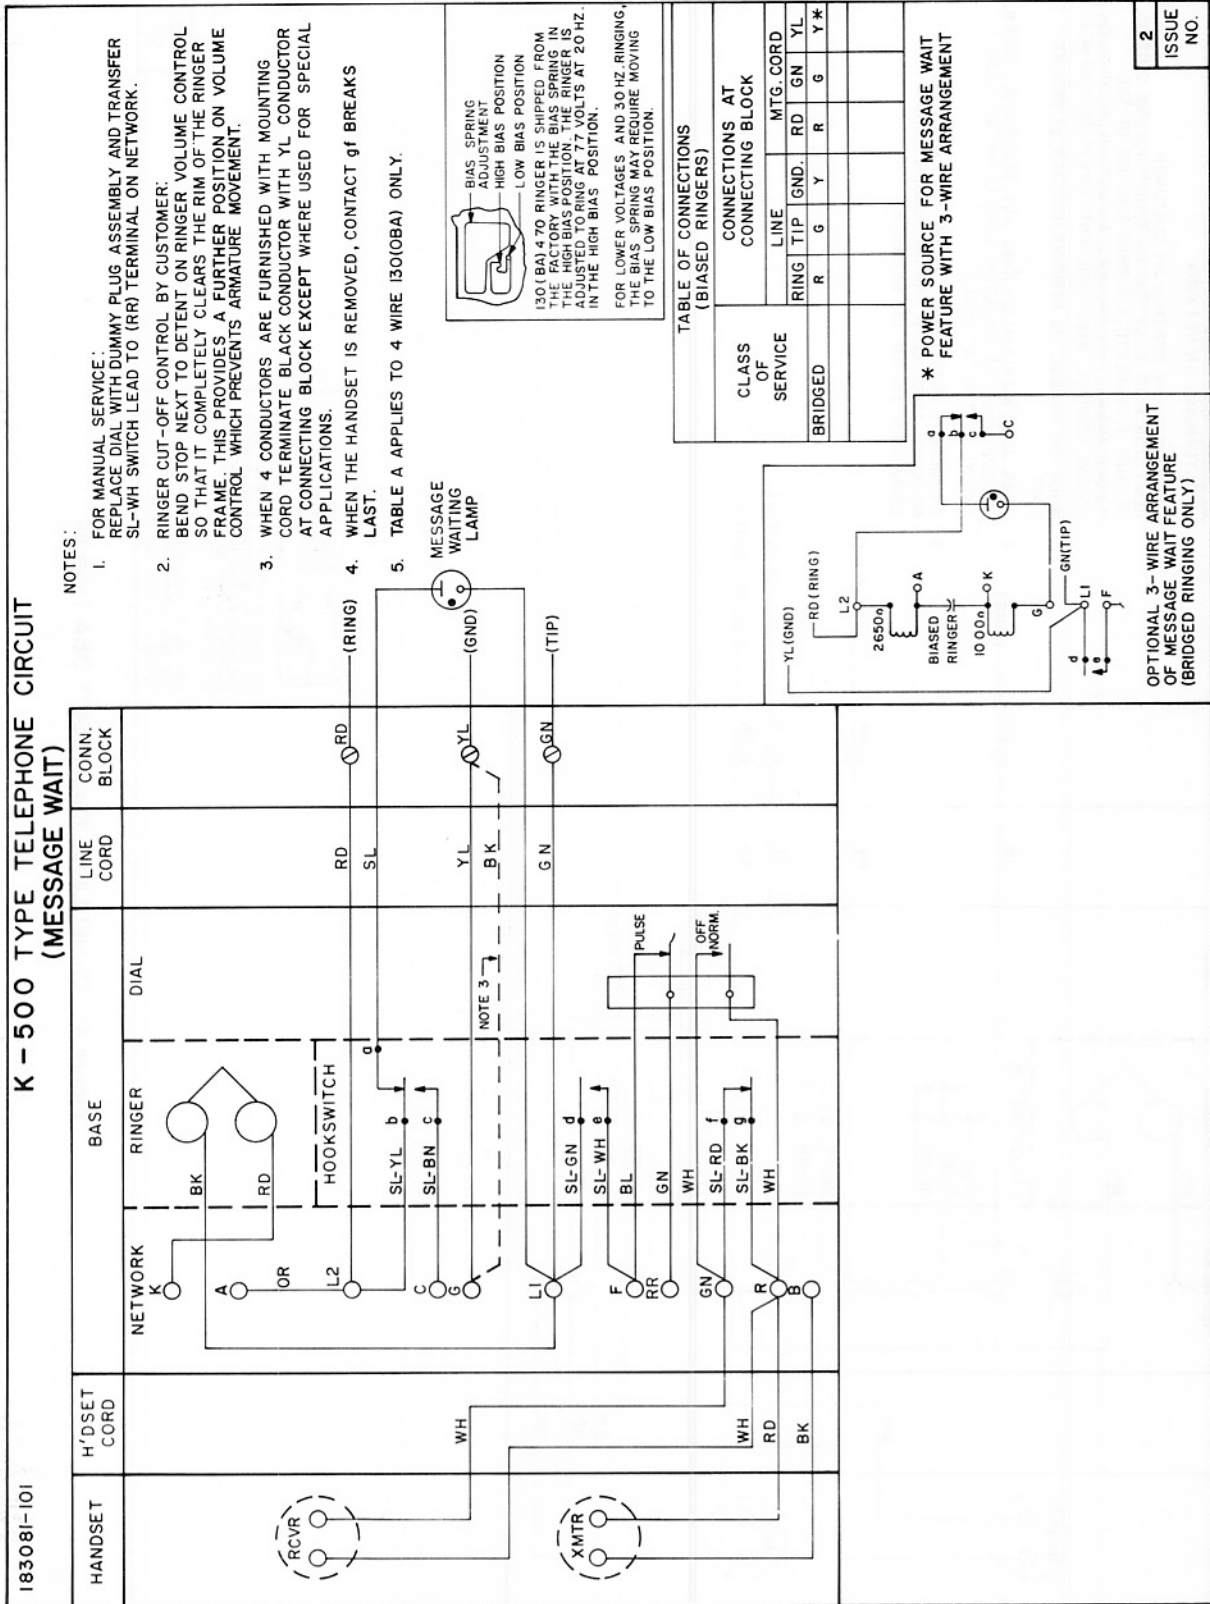 183081-101
K-500 TYPE TELEPHONE CIRCUIT
(MESSAGE WAIT)
HANDSET
H'DSET
CORD
BASE
LINE
CORD
CONN.
BLOCK
NETWORK
RINGER
DIAL
HOOKSWITCH
RCVR
XMTR
WH
WH
RD
BK
K
A
OR
L2
C
G
L1
F
RR
GN
R
B
BK
RD
SL-YL
b
SL-BN
c
a
SL-GN
d
SL-WH
e
BL
GN
WH
SL-RD
f
SL-BK
g
WH
NOTE 3
PULSE
OFF
NORM.
RD
SL
YL
BK
GN
RD
YL
GN
(RING)
(GND)
(TIP)
MESSAGE
WAITING
LAMP
NOTES:
1. FOR MANUAL SERVICE:
REPLACE DIAL WITH DUMMY PLUG ASSEMBLY AND TRANSFER
SL-WH SWITCH LEAD TO (RR) TERMINAL ON NETWORK.
2. RINGER CUT-OFF CONTROL BY CUSTOMER:
BEND STOP NEXT TO DETENT ON RINGER VOLUME CONTROL
SO THAT IT COMPLETELY CLEARS THE RIM OF THE RINGER
FRAME. THIS PROVIDES A FURTHER POSITION ON VOLUME
CONTROL WHICH PREVENTS ARMATURE MOVEMENT.
3. WHEN 4 CONDUCTORS ARE FURNISHED WITH MOUNTING
CORD TERMINATE BLACK CONDUCTOR WITH YL CONDUCTOR
AT CONNECTING BLOCK EXCEPT WHERE USED FOR SPECIAL
APPLICATIONS.
4. WHEN THE HANDSET IS REMOVED, CONTACT gf BREAKS
LAST.
5. TABLE A APPLIES TO 4 WIRE 130(0BA) ONLY.
BIAS SPRING
ADJUSTMENT
HIGH BIAS POSITION
LOW BIAS POSITION
130(BA)470 RINGER IS SHIPPED FROM
THE FACTORY WITH THE BIAS SPRING IN
THE HIGH BIAS POSITION. THE RINGER IS
ADJUSTED TO RING AT 77 VOLTS AT 20 HZ.
IN THE HIGH BIAS POSITION.
FOR LOWER VOLTAGES AND 30 HZ. RINGING,
THE BIAS SPRING MAY REQUIRE MOVING
TO THE LOW BIAS POSITION.
TABLE OF CONNECTIONS
(BIASED RINGERS)
CLASS
OF
SERVICE
CONNECTIONS AT
CONNECTING BLOCK
LINE MTG. CORD
RING TIP GND. RD GN YL
BRIDGED R G Y R G Y*
* POWER SOURCE FOR MESSAGE WAIT
FEATURE WITH 3-WIRE ARRANGEMENT
YL(GND)
RD(RING)
L2
2650Ω
A
BIASED
RINGER
K
1000Ω
G
GN(TIP)
L1
F
d
e
a
b
c
C
OPTIONAL 3-WIRE ARRANGEMENT
OF MESSAGE WAIT FEATURE
(BRIDGED RINGING ONLY)
2
ISSUE
NO.